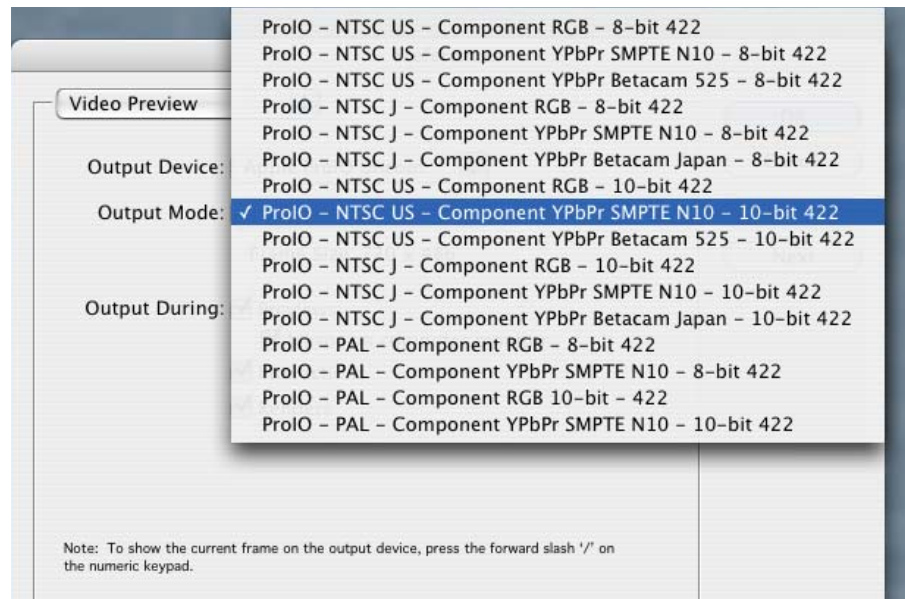 ProIO – NTSC US – Component RGB – 8-bit 422
ProIO – NTSC US – Component YPbPr SMPTE N10 – 8-bit 422
ProIO – NTSC US – Component YPbPr Betacam 525 – 8-bit 422
Video Preview
ProIO – NTSC J – Component RGB – 8-bit 422
ProIO – NTSC J – Component YPbPr SMPTE N10 – 8-bit 422
Output Device:
ProIO – NTSC J – Component YPbPr Betacam Japan – 8-bit 422
ProIO – NTSC US – Component RGB – 10-bit 422
Output Mode: ✓ ProIO – NTSC US – Component YPbPr SMPTE N10 – 10-bit 422
ProIO – NTSC US – Component YPbPr Betacam 525 – 10-bit 422
Next
ProIO – NTSC J – Component RGB – 10-bit 422
ProIO – NTSC J – Component YPbPr SMPTE N10 – 10-bit 422
Output During:
ProIO – NTSC J – Component YPbPr Betacam Japan – 10-bit 422
ProIO – PAL – Component RGB – 8-bit 422
ProIO – PAL – Component YPbPr SMPTE N10 – 8-bit 422
ProIO – PAL – Component RGB 10-bit – 422
ProIO – PAL – Component YPbPr SMPTE N10 – 10-bit 422
Note: To show the current frame on the output device, press the forward slash '/' on
the numeric keypad.